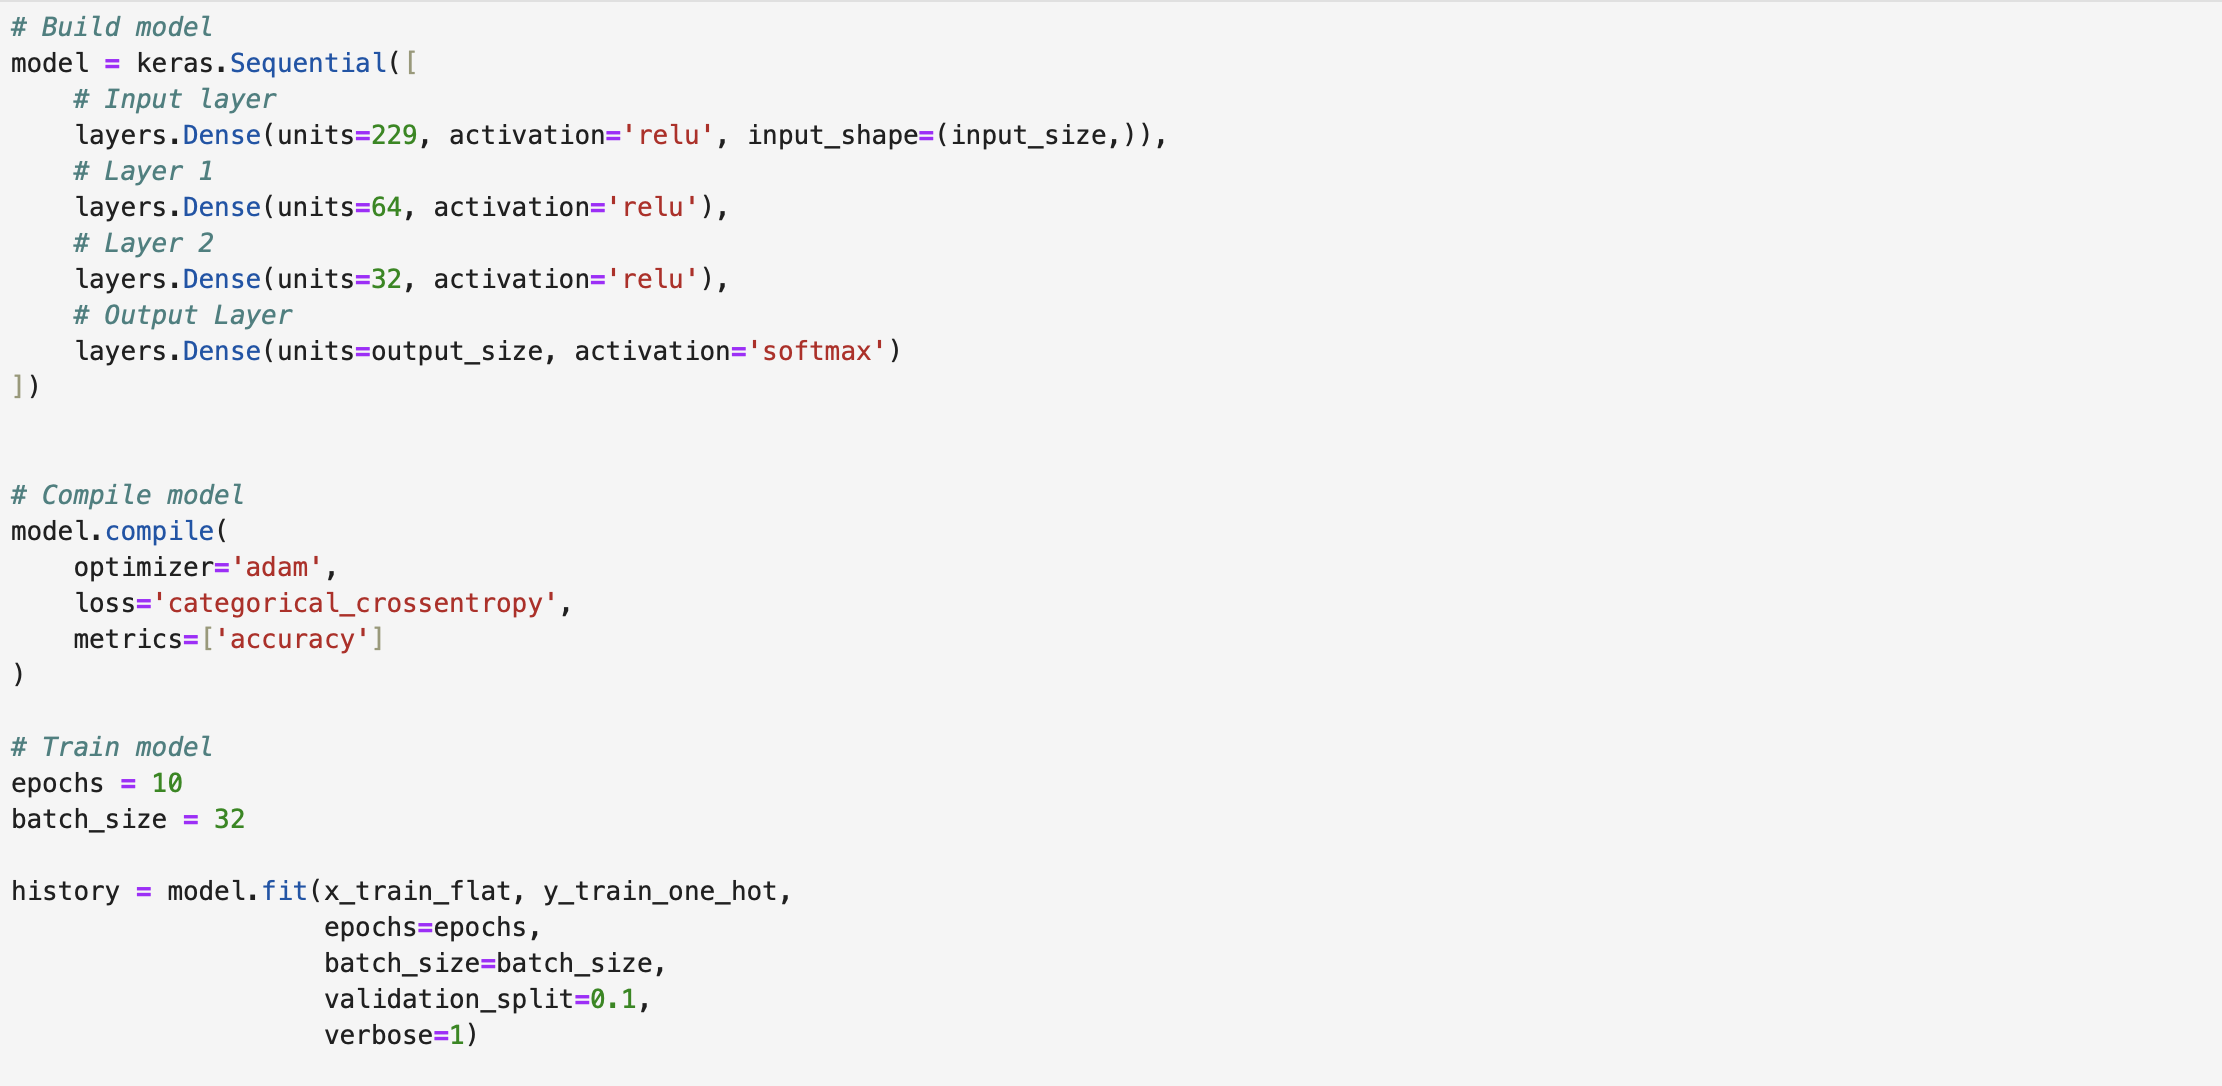 # Build model
model = keras.Sequential([
    # Input layer
    layers.Dense(units=229, activation='relu', input_shape=(input_size,)),
    # Layer 1
    layers.Dense(units=64, activation='relu'),
    # Layer 2
    layers.Dense(units=32, activation='relu'),
    # Output Layer
    layers.Dense(units=output_size, activation='softmax')
])
# Compile model
model.compile(
    optimizer='adam',
    loss='categorical_crossentropy',
    metrics=['accuracy']
)
# Train model
epochs = 10
batch_size = 32
history = model.fit(x_train_flat, y_train_one_hot,
                    epochs=epochs,
                    batch_size=batch_size,
                    validation_split=0.1,
                    verbose=1)